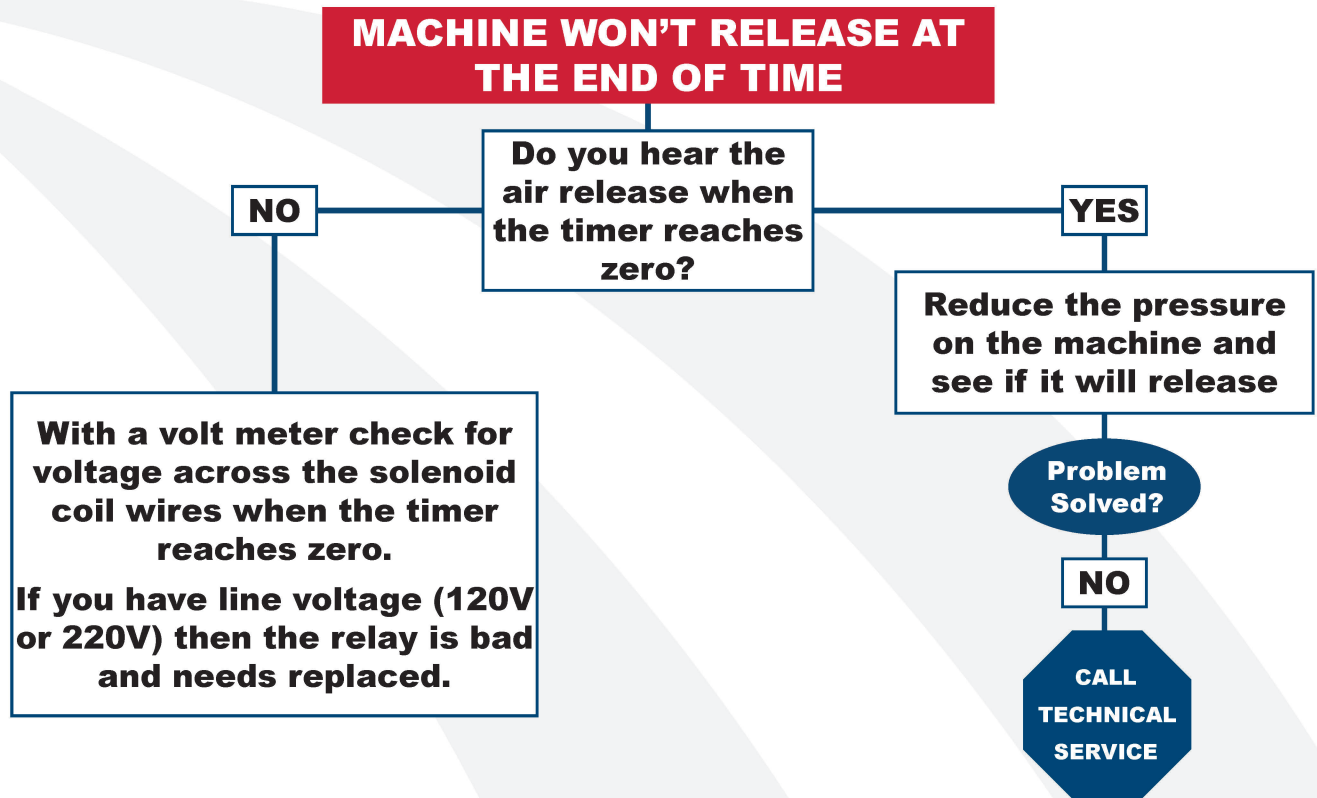 MACHINE WON'T RELEASE AT
THE END OF TIME
Do you hear the
air release when
the timer reaches
zero?
NO
With a volt meter check for
voltage across the solenoid
coil wires when the timer
reaches zero.
If you have line voltage (120V
or 220V) then the relay is bad
and needs replaced.
YES
Reduce the pressure
on the machine and
see if it will release
Problem
Solved?
NO
CALL
TECHNICAL
SERVICE